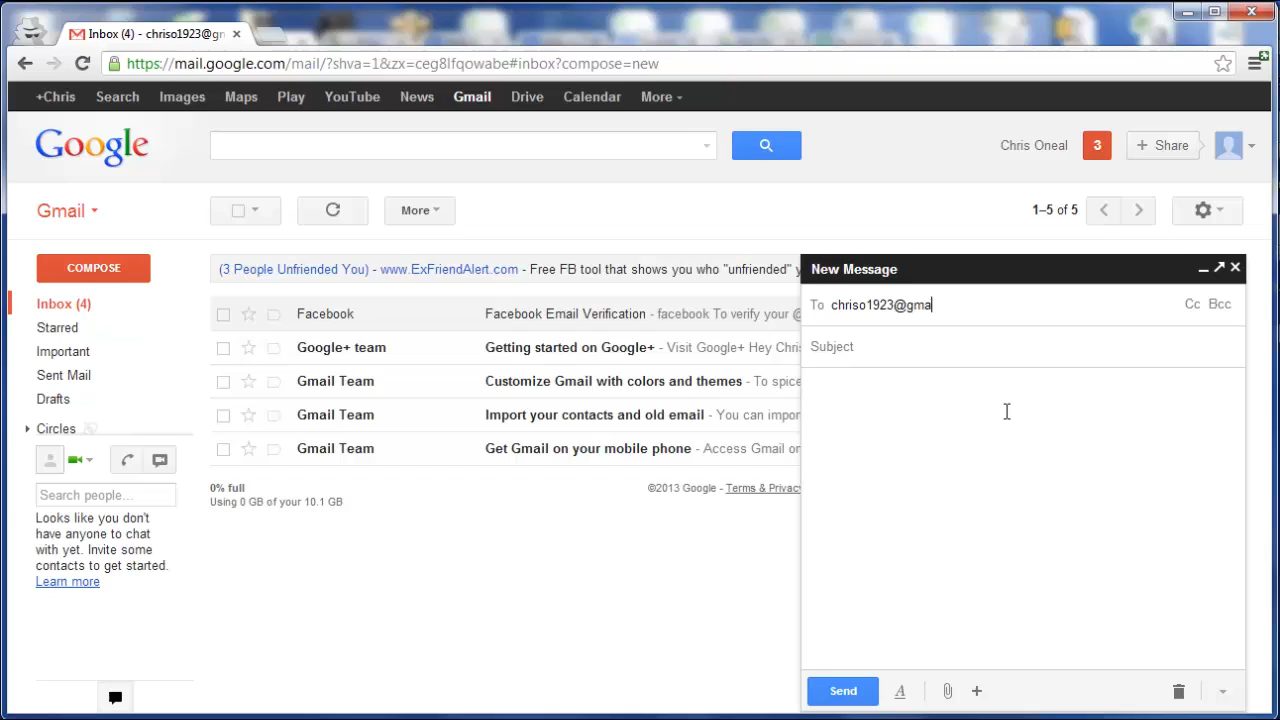 Inbox (4) - chriso1923@gm
https://mail.google.com/mail/?shva=1&zx=ceg8lfqowabe#inbox?compose=new
+Chris Search Images Maps Play YouTube News Gmail Drive Calendar More
Google
Chris Oneal 3 + Share
Gmail
More
1–5 of 5
COMPOSE
Inbox (4)
Starred
Important
Sent Mail
Drafts
Circles
Search people...
Looks like you don't
have anyone to chat
with yet. Invite some
contacts to get started.
Learn more
(3 People Unfriended You) - www.ExFriendAlert.com - Free FB tool that shows you who "unfriended" y
Facebook Facebook Email Verification - facebook To verify your @
Google+ team Getting started on Google+ - Visit Google+ Hey Chris
Gmail Team Customize Gmail with colors and themes - To spice
Gmail Team Import your contacts and old email - You can impor
Gmail Team Get Gmail on your mobile phone - Access Gmail on
0% full
Using 0 GB of your 10.1 GB
©2013 Google - Terms & Privacy
New Message
To chriso1923@gma Cc Bcc
Subject
Send A +